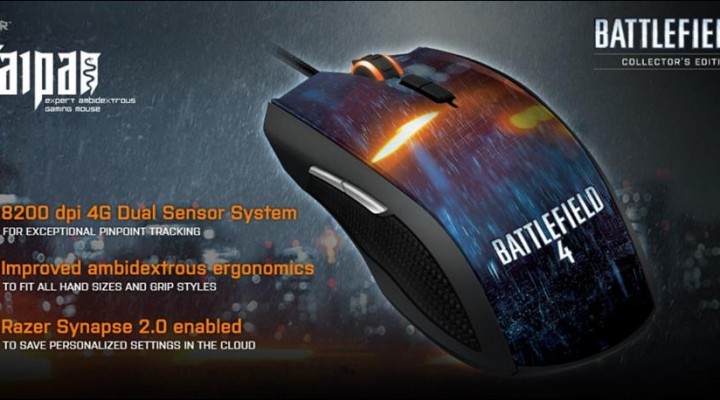 aipan
expert ambidextrous
gaming mouse
BATTLEFIEL
COLLECTOR'S EDITI
8200 dpi 4G Dual Sensor System
FOR EXCEPTIONAL PINPOINT TRACKING
Improved ambidextrous ergonomics
TO FIT ALL HAND SIZES AND GRIP STYLES
Razer Synapse 2.0 enabled
TO SAVE PERSONALIZED SETTINGS IN THE CLOUD
BATTLEFIELD
4